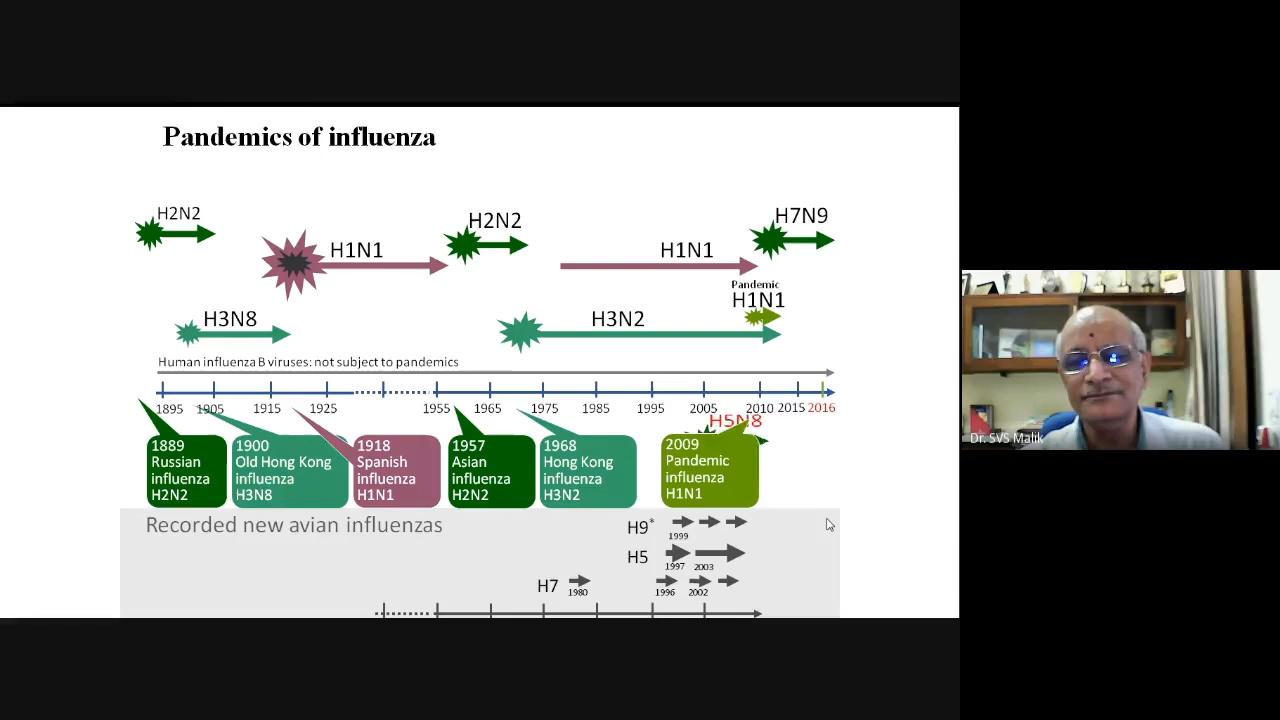 Pandemics of influenza
H2N2
H2N2
H7N9
H1N1
H1N1
Pandemic
H1N1
H3N8
H3N2
Human influenza B viruses: not subject to pandemics
1895 1905 1915 1925 1955 1965 1975 1985 1995 2005 2010 2015 2016
H5N8
1889
Russian
influenza
H2N2
1900
Old Hong Kong
influenza
H3N8
1918
Spanish
influenza
H1N1
1957
Asian
influenza
H2N2
1968
Hong Kong
influenza
H3N2
2009
Pandemic
influenza
H1N1
Recorded new avian influenzas
H9*
1999
H5
1997 2003
H7
1980 1996 2002
Dr. SVS Malik